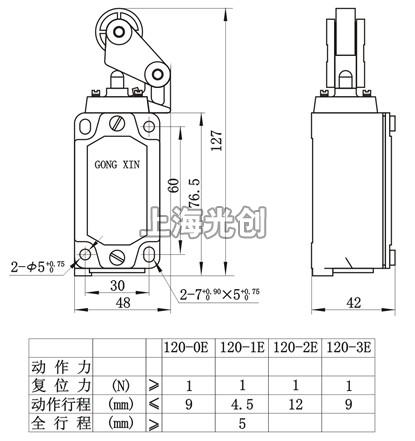 GONG XIN
127
76.5
60
上海光创
2-Φ5+0.75 0
30
48
2-7+0.90 0×5+0.75 0
42
120-0E 120-1E 120-2E 120-3E
动作力
复位力 (N) ≥ 1 1 1 1
动作行程 (mm) ≤ 9 4.5 12 9
全行程 (mm) ≥ 5